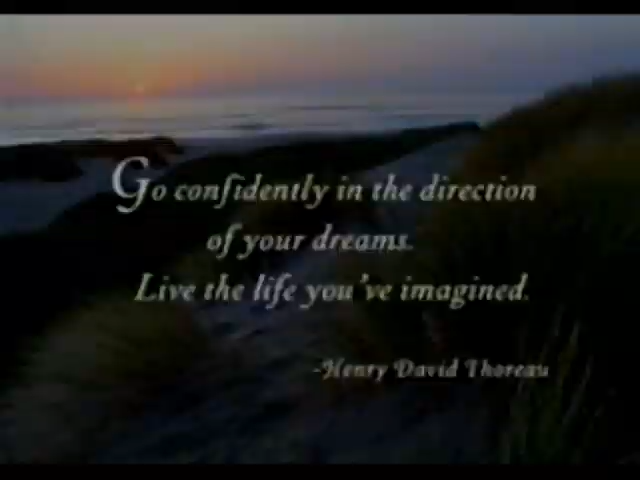 Go confidently in the direction
of your dreams.
Live the life you've imagined.
-Henry David Thoreau